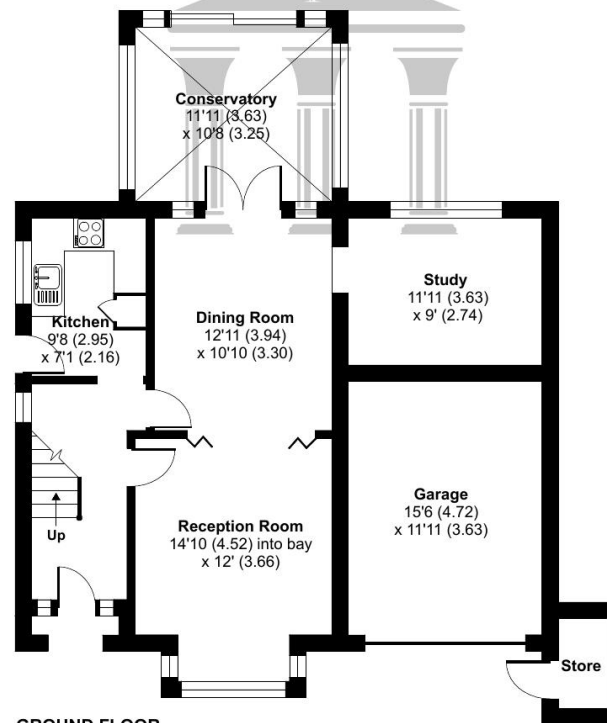 Conservatory
11'11 (3.63)
x 10'8 (3.25)
Kitchen
9'8 (2.95)
x 7'1 (2.16)
Dining Room
12'11 (3.94)
x 10'10 (3.30)
Study
11'11 (3.63)
x 9' (2.74)
Up
Reception Room
14'10 (4.52) into bay
x 12' (3.66)
Garage
15'6 (4.72)
x 11'11 (3.63)
Store
GROUND FLOOR